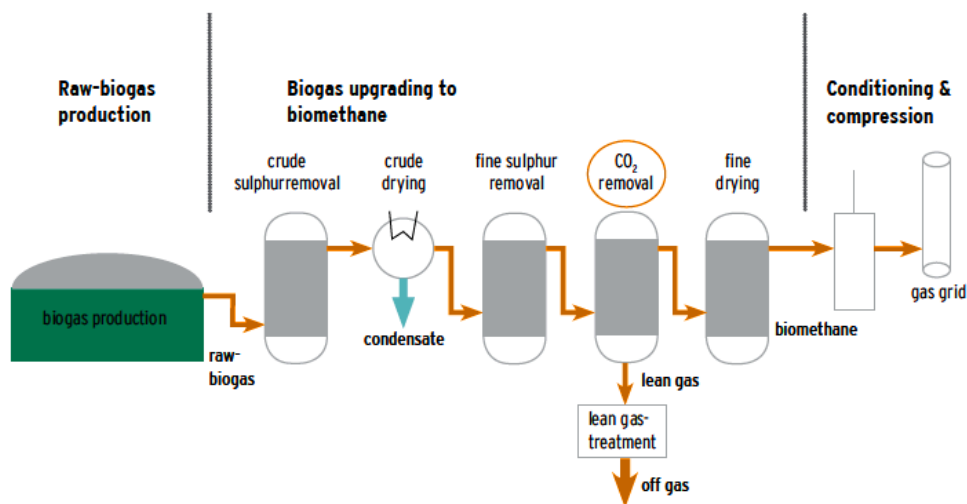 Raw-biogas
production
Biogas upgrading to
biomethane
Conditioning &
compression
crude
sulphurremoval
crude
drying
fine sulphur
removal
CO₂
removal
fine
drying
biogas production
raw-
biogas
condensate
biomethane
gas grid
lean gas
lean gas-
treatment
off gas